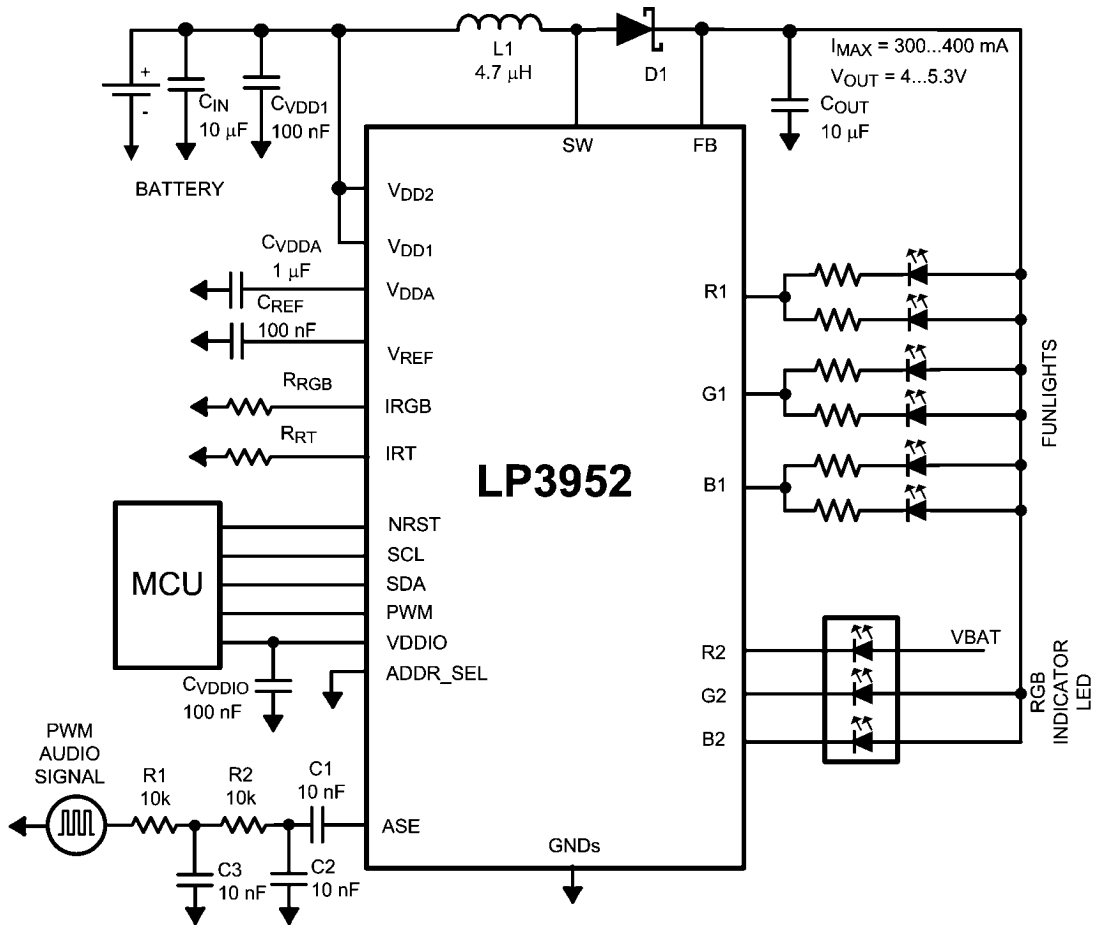 L1
4.7 μH
D1
IMAX = 300...400 mA
VOUT = 4...5.3V
+
-
CIN
10 μF
CVDD1
100 nF
COUT
10 μF
BATTERY
SW
FB
VDD2
VDD1
CVDDA
1 μF
VDDA
CREF
100 nF
VREF
RRGB
IRGB
RRT
IRT
R1
G1
B1
FUNLIGHTS
LP3952
MCU
NRST
SCL
SDA
PWM
VDDIO
ADDR_SEL
CVDDIO
100 nF
R2
G2
B2
VBAT
RGB
INDICATOR
LED
PWM
AUDIO
SIGNAL
R1
10k
R2
10k
C1
10 nF
ASE
C3
10 nF
C2
10 nF
GNDs